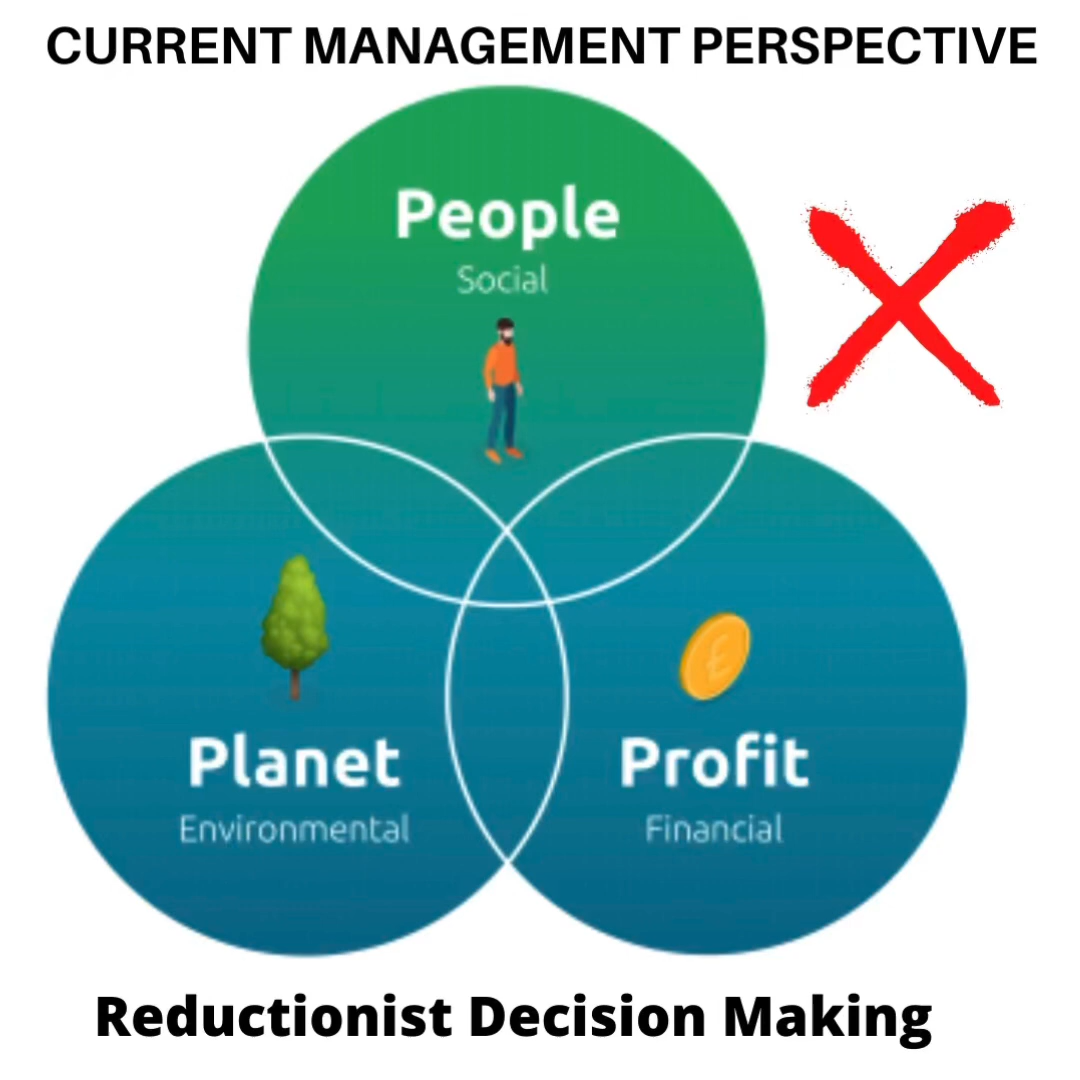 CURRENT MANAGEMENT PERSPECTIVE
People
Social
£
Planet
Profit
Environmental
Financial
Reductionist Decision Making